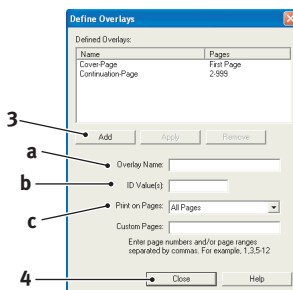 Define Overlays
Defined Overlays:
Name Pages
Cover-Page First Page
Continuation-Page 2-999
3 Add Apply Remove
a Overlay Name:
b ID Value(s):
c Print on Pages: All Pages
Custom Pages:
Enter page numbers and/or page ranges
separated by commas. For example, 1,3,5-12
4 Close Help